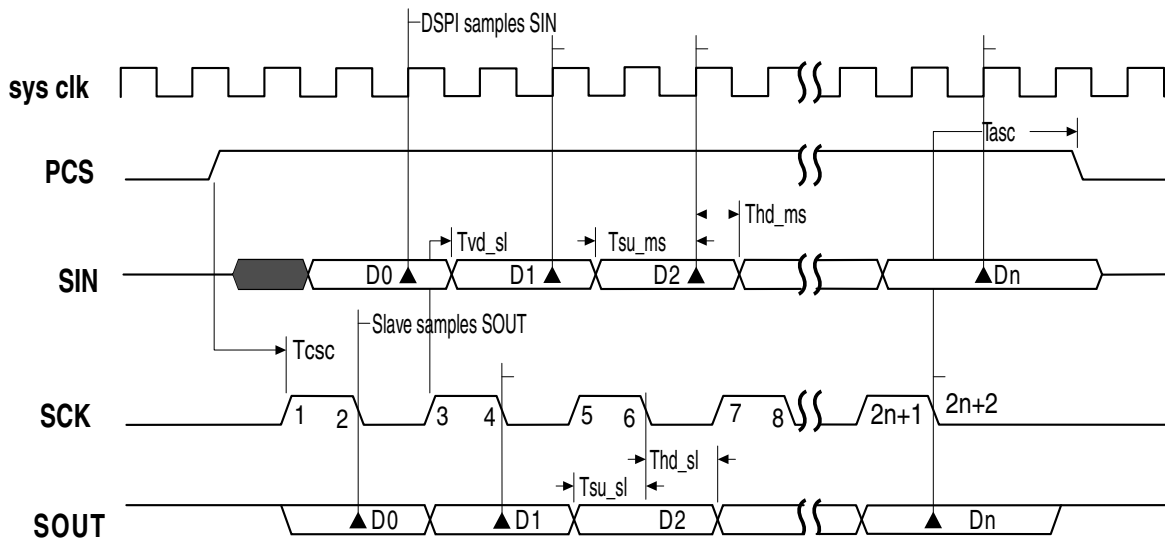 DSPI samples SIN
sys clk
Tasc
PCS
Thd_ms
Tvd_sl
Tsu_ms
SIN
D0
D1
D2
Dn
Slave samples SOUT
Tcsc
SCK
1
2
3
4
5
6
7
8
2n+1
2n+2
Thd_sl
Tsu_sl
SOUT
D0
D1
D2
Dn